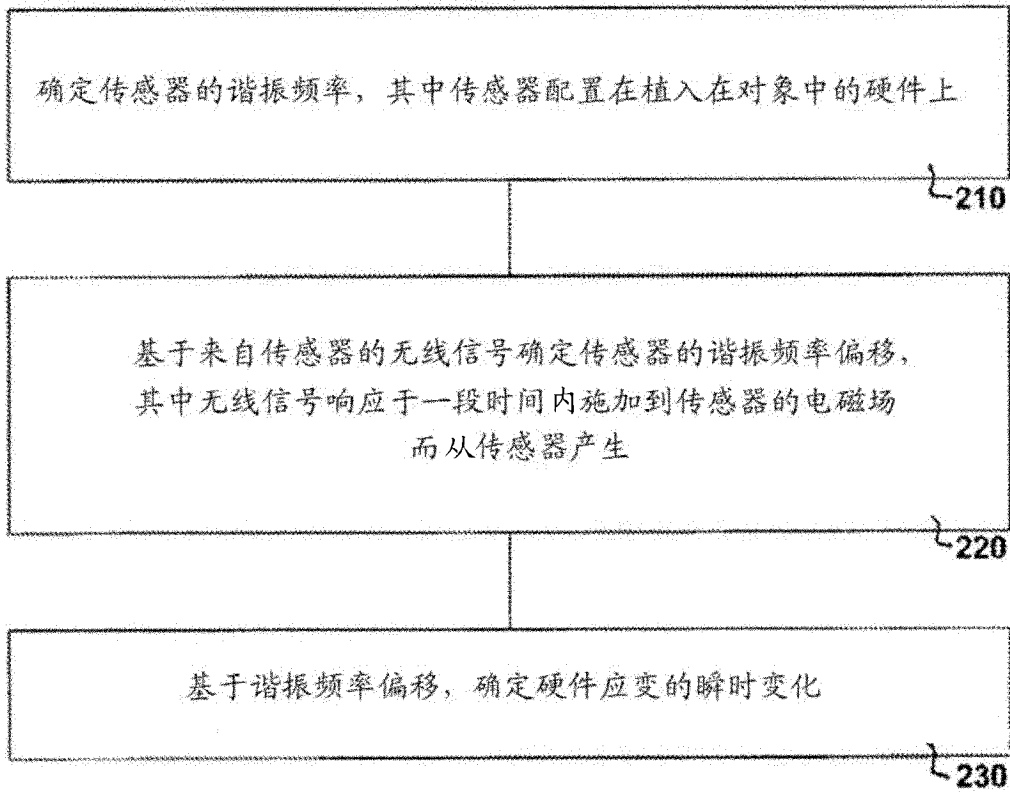 确定传感器的谐振频率，其中传感器配置在植入在对象中的硬件上
210
基于来自传感器的无线信号确定传感器的谐振频率偏移，
其中无线信号响应于一段时间内施加到传感器的电磁场
而从传感器产生
220
基于谐振频率偏移，确定硬件应变的瞬时变化
230